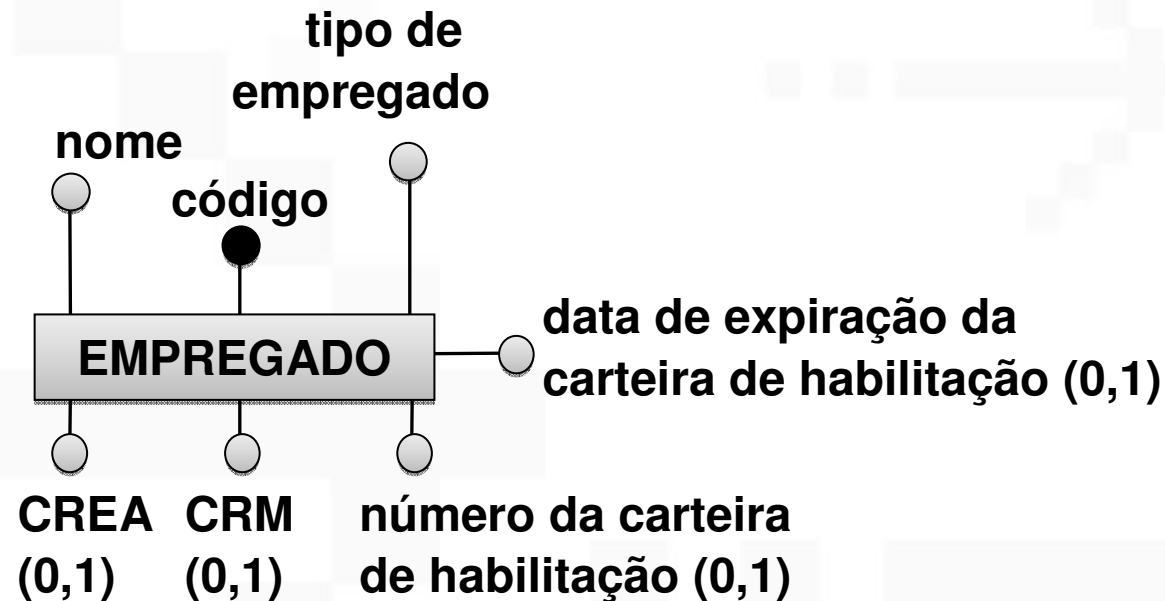 tipo de
empregado
nome
código
EMPREGADO
data de expiração da
carteira de habilitação (0,1)
CREA
(0,1)
CRM
(0,1)
número da carteira
de habilitação (0,1)